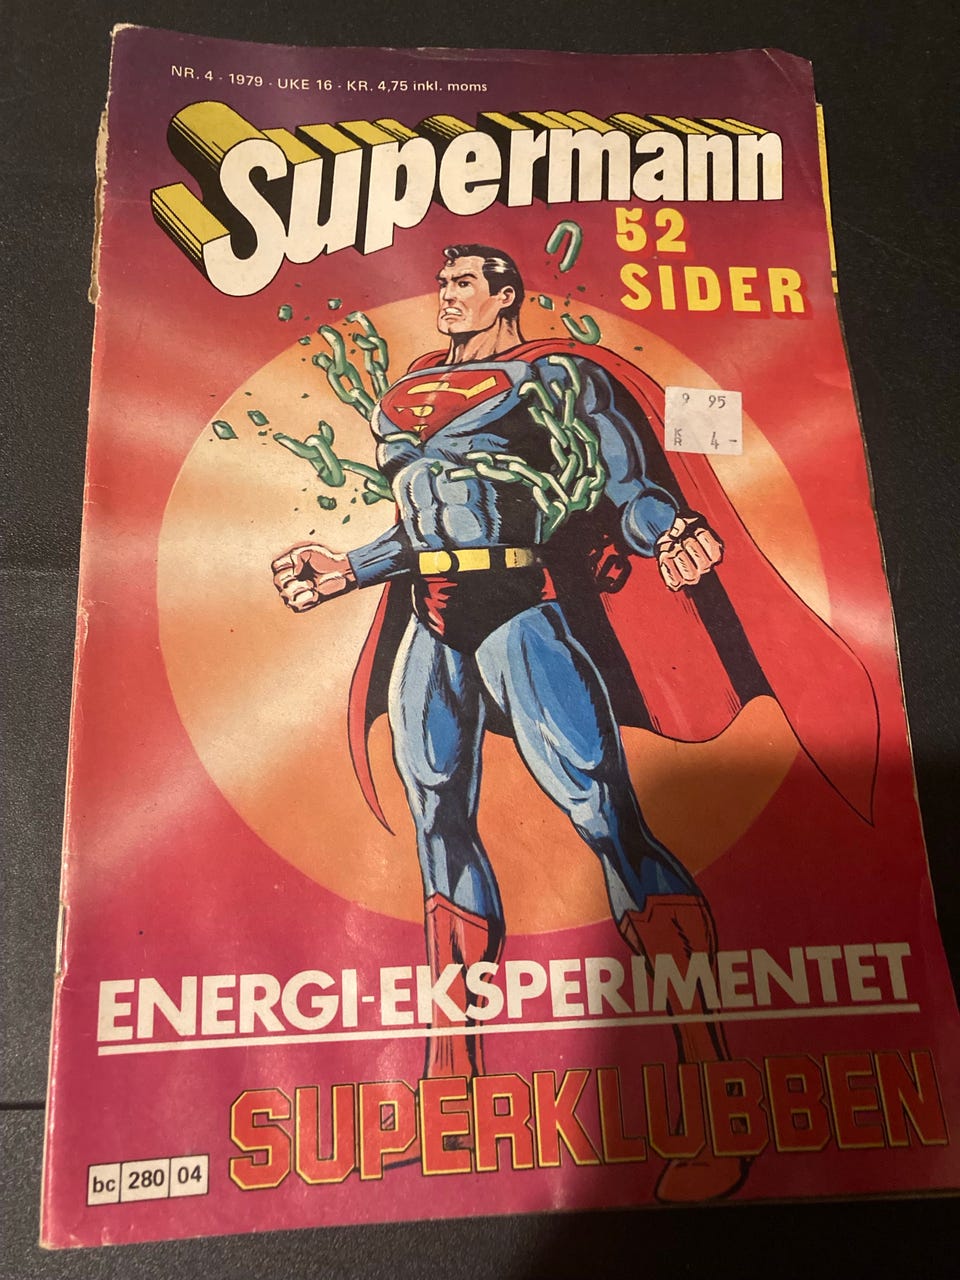 NR. 4 - 1979 - UKE 16 - KR. 4,75 inkl. moms
Supermann
52
SIDER
9 95
KR 4-
ENERGI-EKSPERIMENTET
SUPERKLUBBEN
bc 280 04